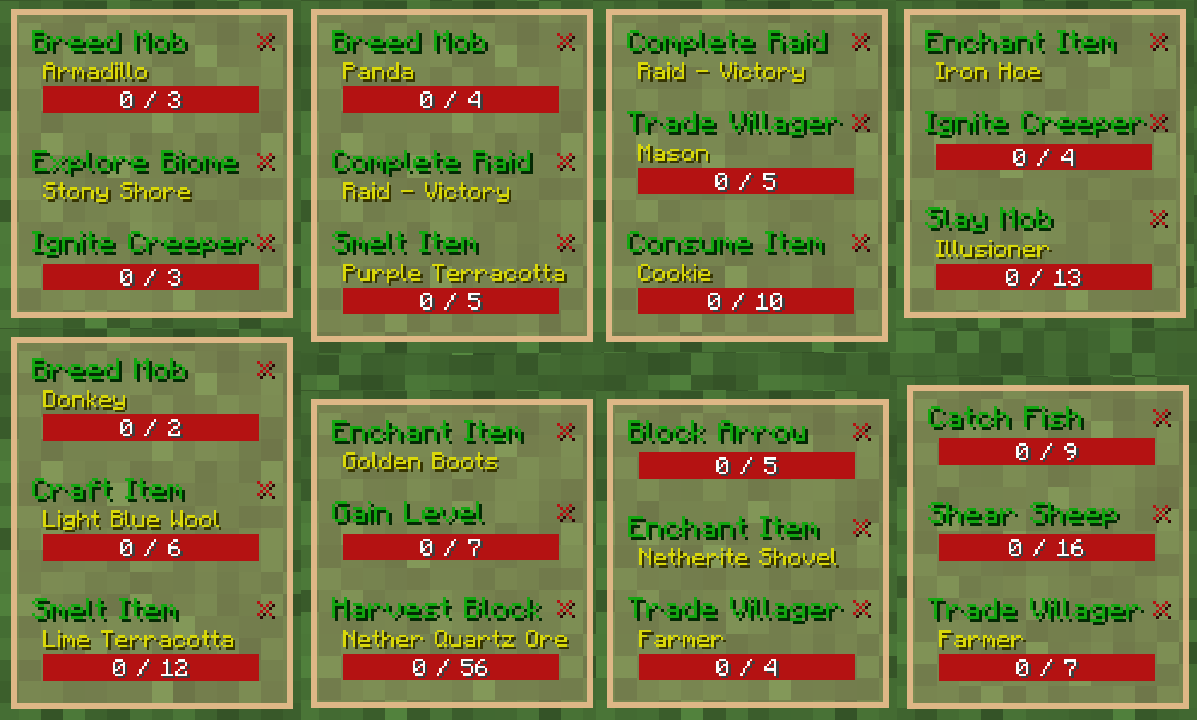 Breed Mob
Armadillo
0 / 3
Explore Biome
Stony Shore
Ignite Creeper
0 / 3
Breed Mob
Panda
0 / 4
Complete Raid
Raid - Victory
Smelt Item
Purple Terracotta
0 / 5
Complete Raid
Raid - Victory
Trade Villager
Mason
0 / 5
Consume Item
Cookie
0 / 10
Enchant Item
Iron Hoe
Ignite Creeper
0 / 4
Slay Mob
Illusioner
0 / 13
Breed Mob
Donkey
0 / 2
Craft Item
Light Blue Wool
0 / 6
Smelt Item
Lime Terracotta
0 / 12
Enchant Item
Golden Boots
Gain Level
0 / 7
Harvest Block
Nether Quartz Ore
0 / 56
Block Arrow
0 / 5
Enchant Item
Netherite Shovel
Trade Villager
Farmer
0 / 4
Catch Fish
0 / 9
Shear Sheep
0 / 16
Trade Villager
Farmer
0 / 7